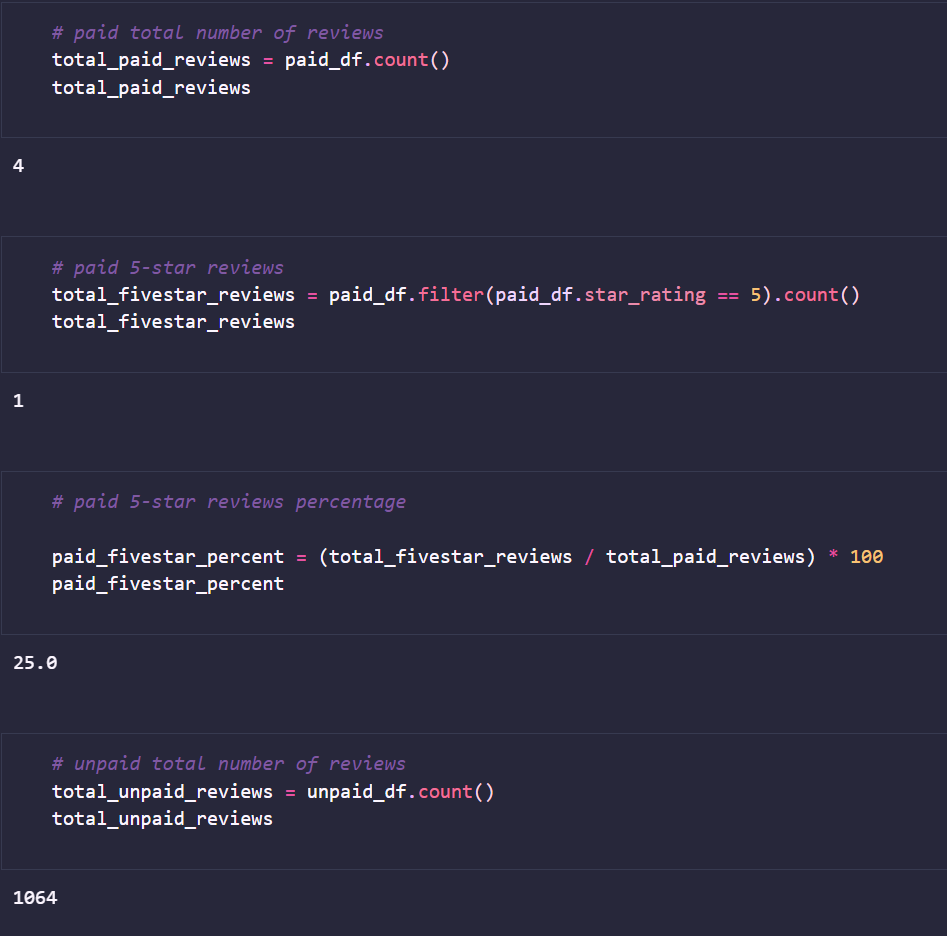 # paid total number of reviews
total_paid_reviews = paid_df.count()
total_paid_reviews
4
# paid 5-star reviews
total_fivestar_reviews = paid_df.filter(paid_df.star_rating == 5).count()
total_fivestar_reviews
1
# paid 5-star reviews percentage
paid_fivestar_percent = (total_fivestar_reviews / total_paid_reviews) * 100
paid_fivestar_percent
25.0
# unpaid total number of reviews
total_unpaid_reviews = unpaid_df.count()
total_unpaid_reviews
1064